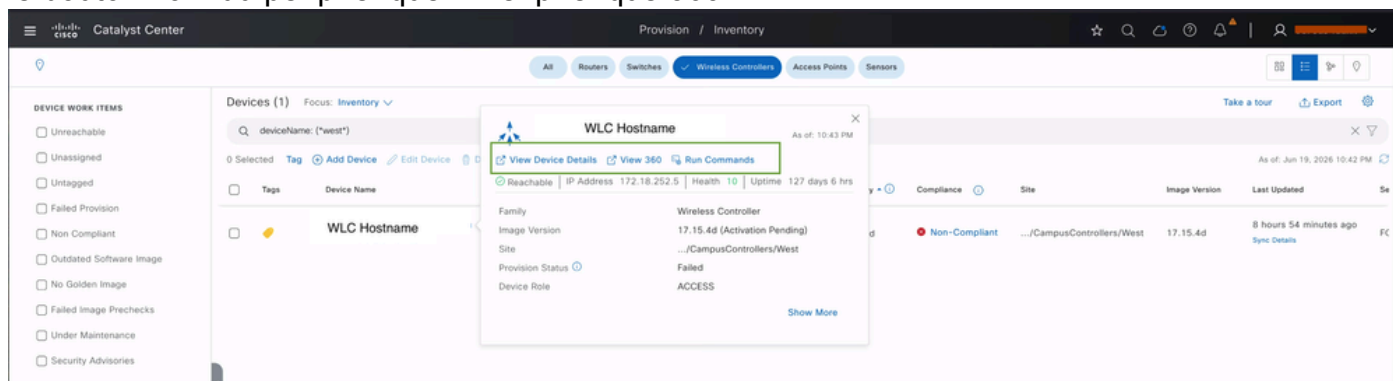 Catalyst Center
Provision / Inventory
All Routers Switches Wireless Controllers Access Points Sensors
DEVICE WORK ITEMS
Unreachable
Unassigned
Untagged
Failed Provision
Non Compliant
Outdated Software Image
No Golden Image
Failed Image Prechecks
Under Maintenance
Security Advisories
Devices (1) Focus: Inventory
Take a tour Export
deviceName: (*west*)
0 Selected Tag Add Device Edit Device
As of: Jun 19, 2026 10:42 PM
Tags Device Name Compliance Site Image Version Last Updated
WLC Hostname Non-Compliant .../CampusControllers/West 17.15.4d 8 hours 54 minutes ago
Sync Details
WLC Hostname
As of: 10:43 PM
View Device Details View 360 Run Commands
Reachable IP Address 172.18.252.5 Health 10 Uptime 127 days 6 hrs
Family Wireless Controller
Image Version 17.15.4d (Activation Pending)
Site .../CampusControllers/West
Provision Status Failed
Device Role ACCESS
Show More